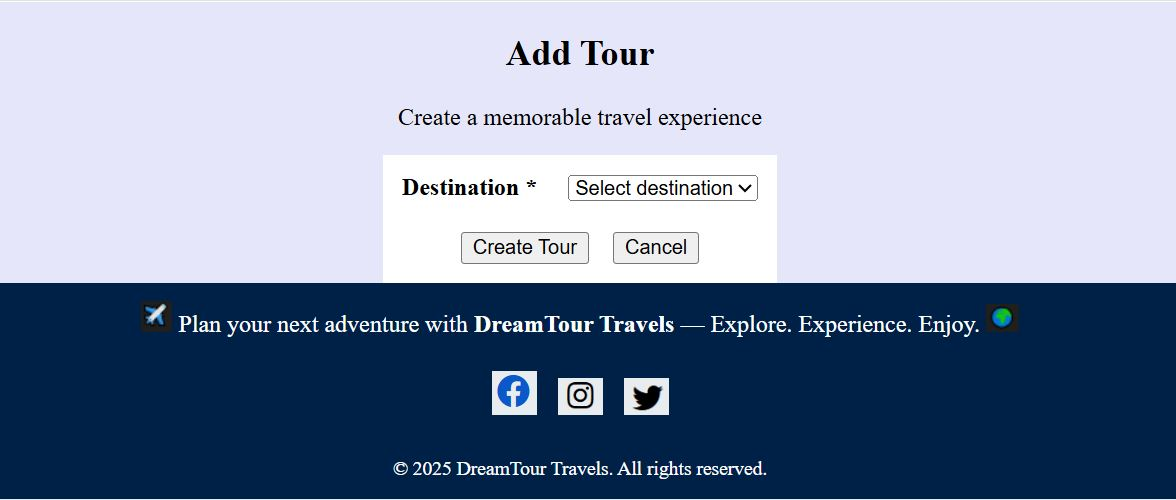 Add Tour
Create a memorable travel experience
Destination * Select destination
Create Tour Cancel
Plan your next adventure with DreamTour Travels — Explore. Experience. Enjoy.
© 2025 DreamTour Travels. All rights reserved.